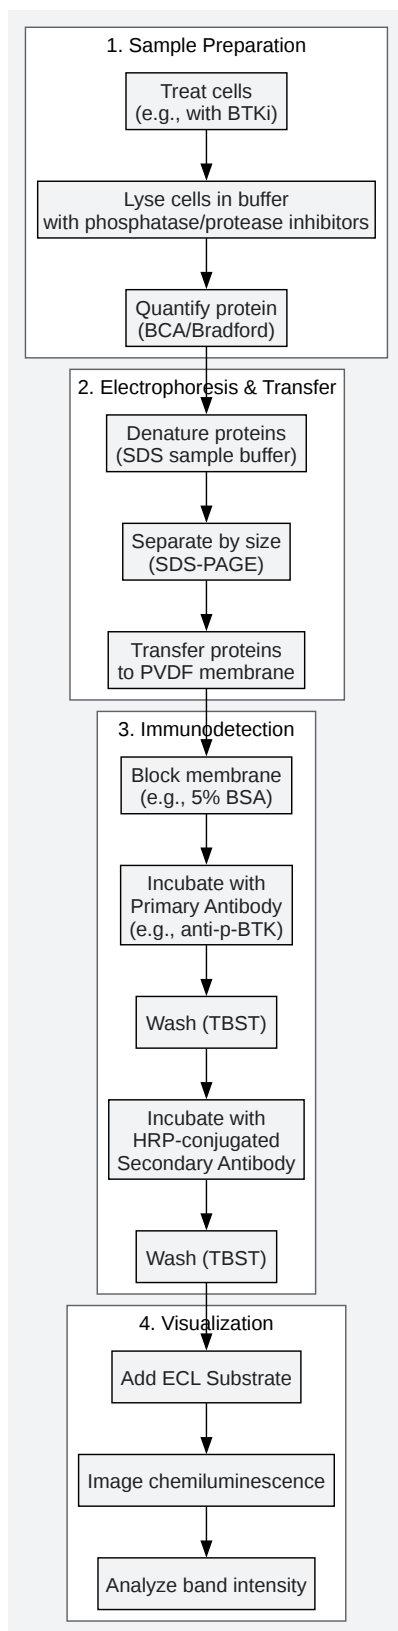 1. Sample Preparation
Treat cells
(e.g., with BTKi)
Lyse cells in buffer
with phosphatase/protease inhibitors
Quantify protein
(BCA/Bradford)
2. Electrophoresis & Transfer
Denature proteins
(SDS sample buffer)
Separate by size
(SDS-PAGE)
Transfer proteins
to PVDF membrane
3. Immunodetection
Block membrane
(e.g., 5% BSA)
Incubate with
Primary Antibody
(e.g., anti-p-BTK)
Wash (TBST)
Incubate with
HRP-conjugated
Secondary Antibody
Wash (TBST)
4. Visualization
Add ECL Substrate
Image chemiluminescence
Analyze band intensity